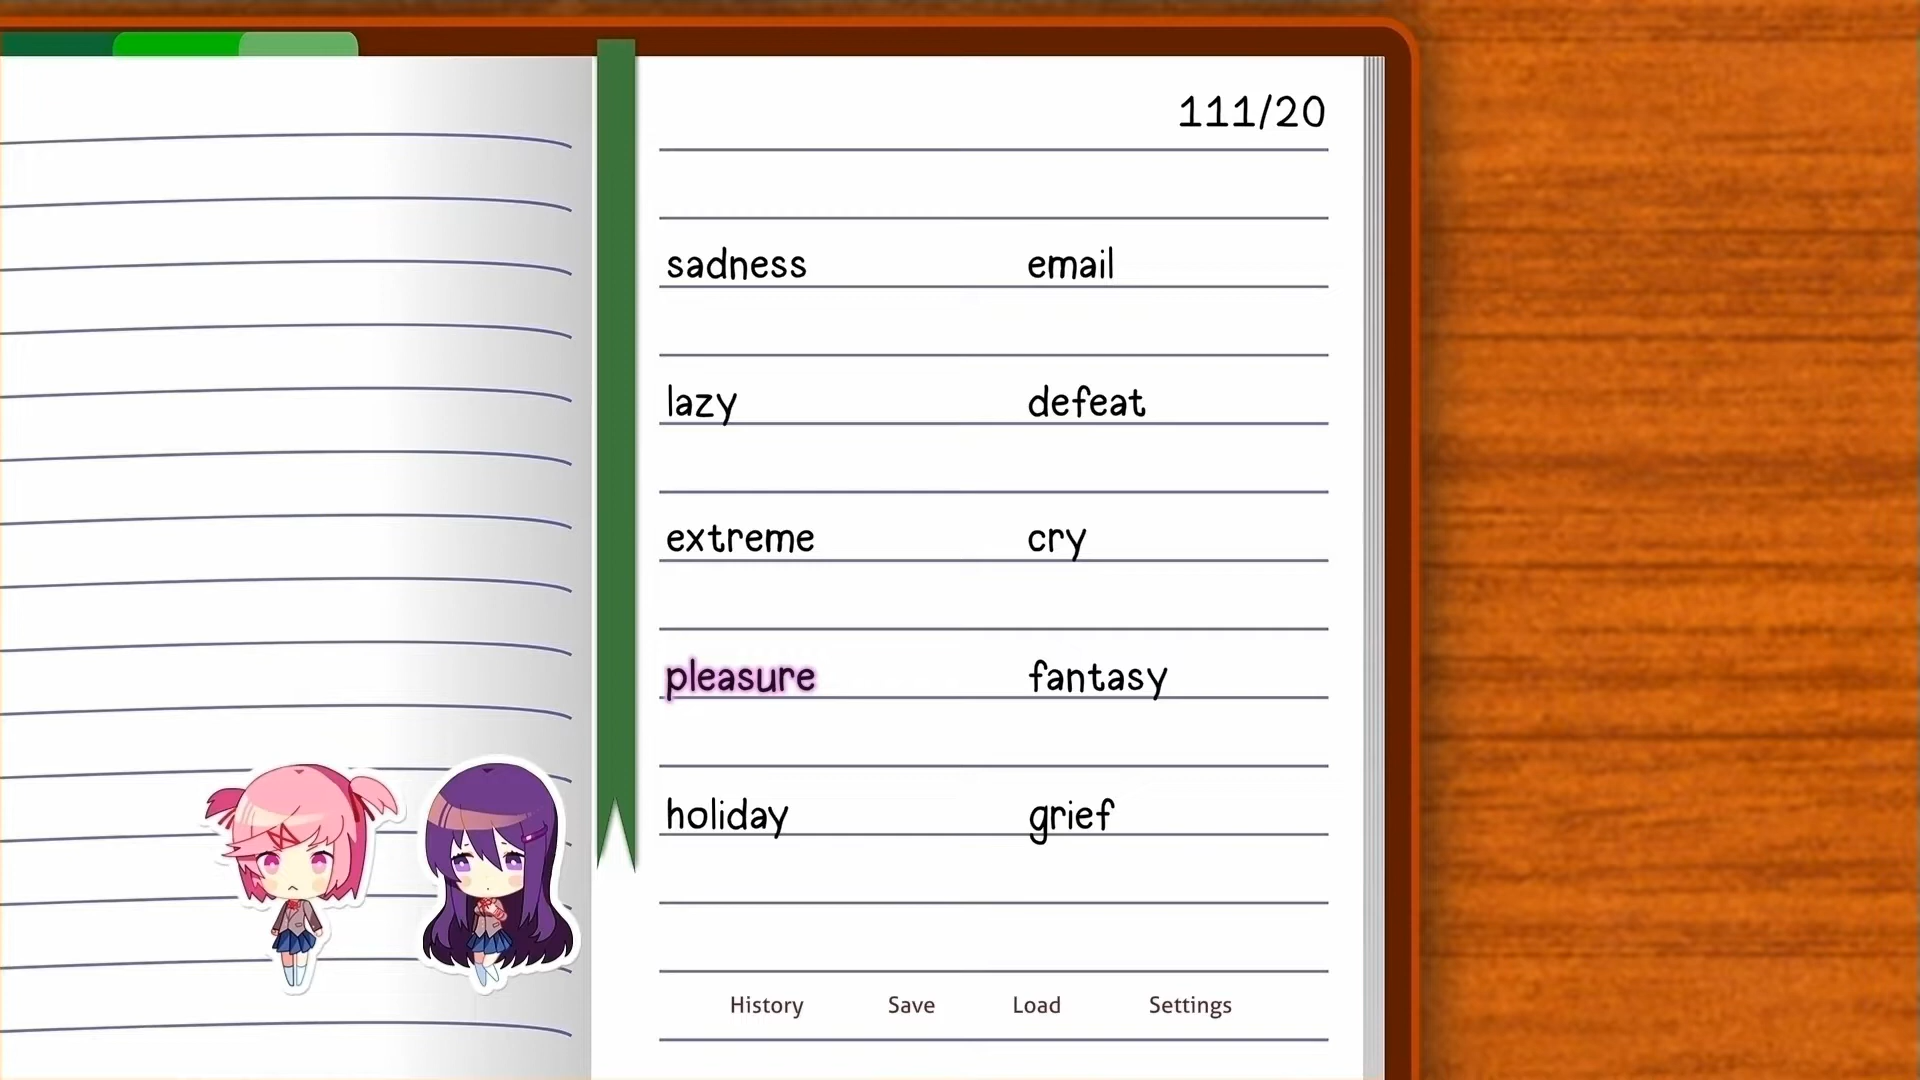 111/20
sadness email
lazy defeat
extreme cry
pleasure fantasy
holiday grief
History Save Load Settings